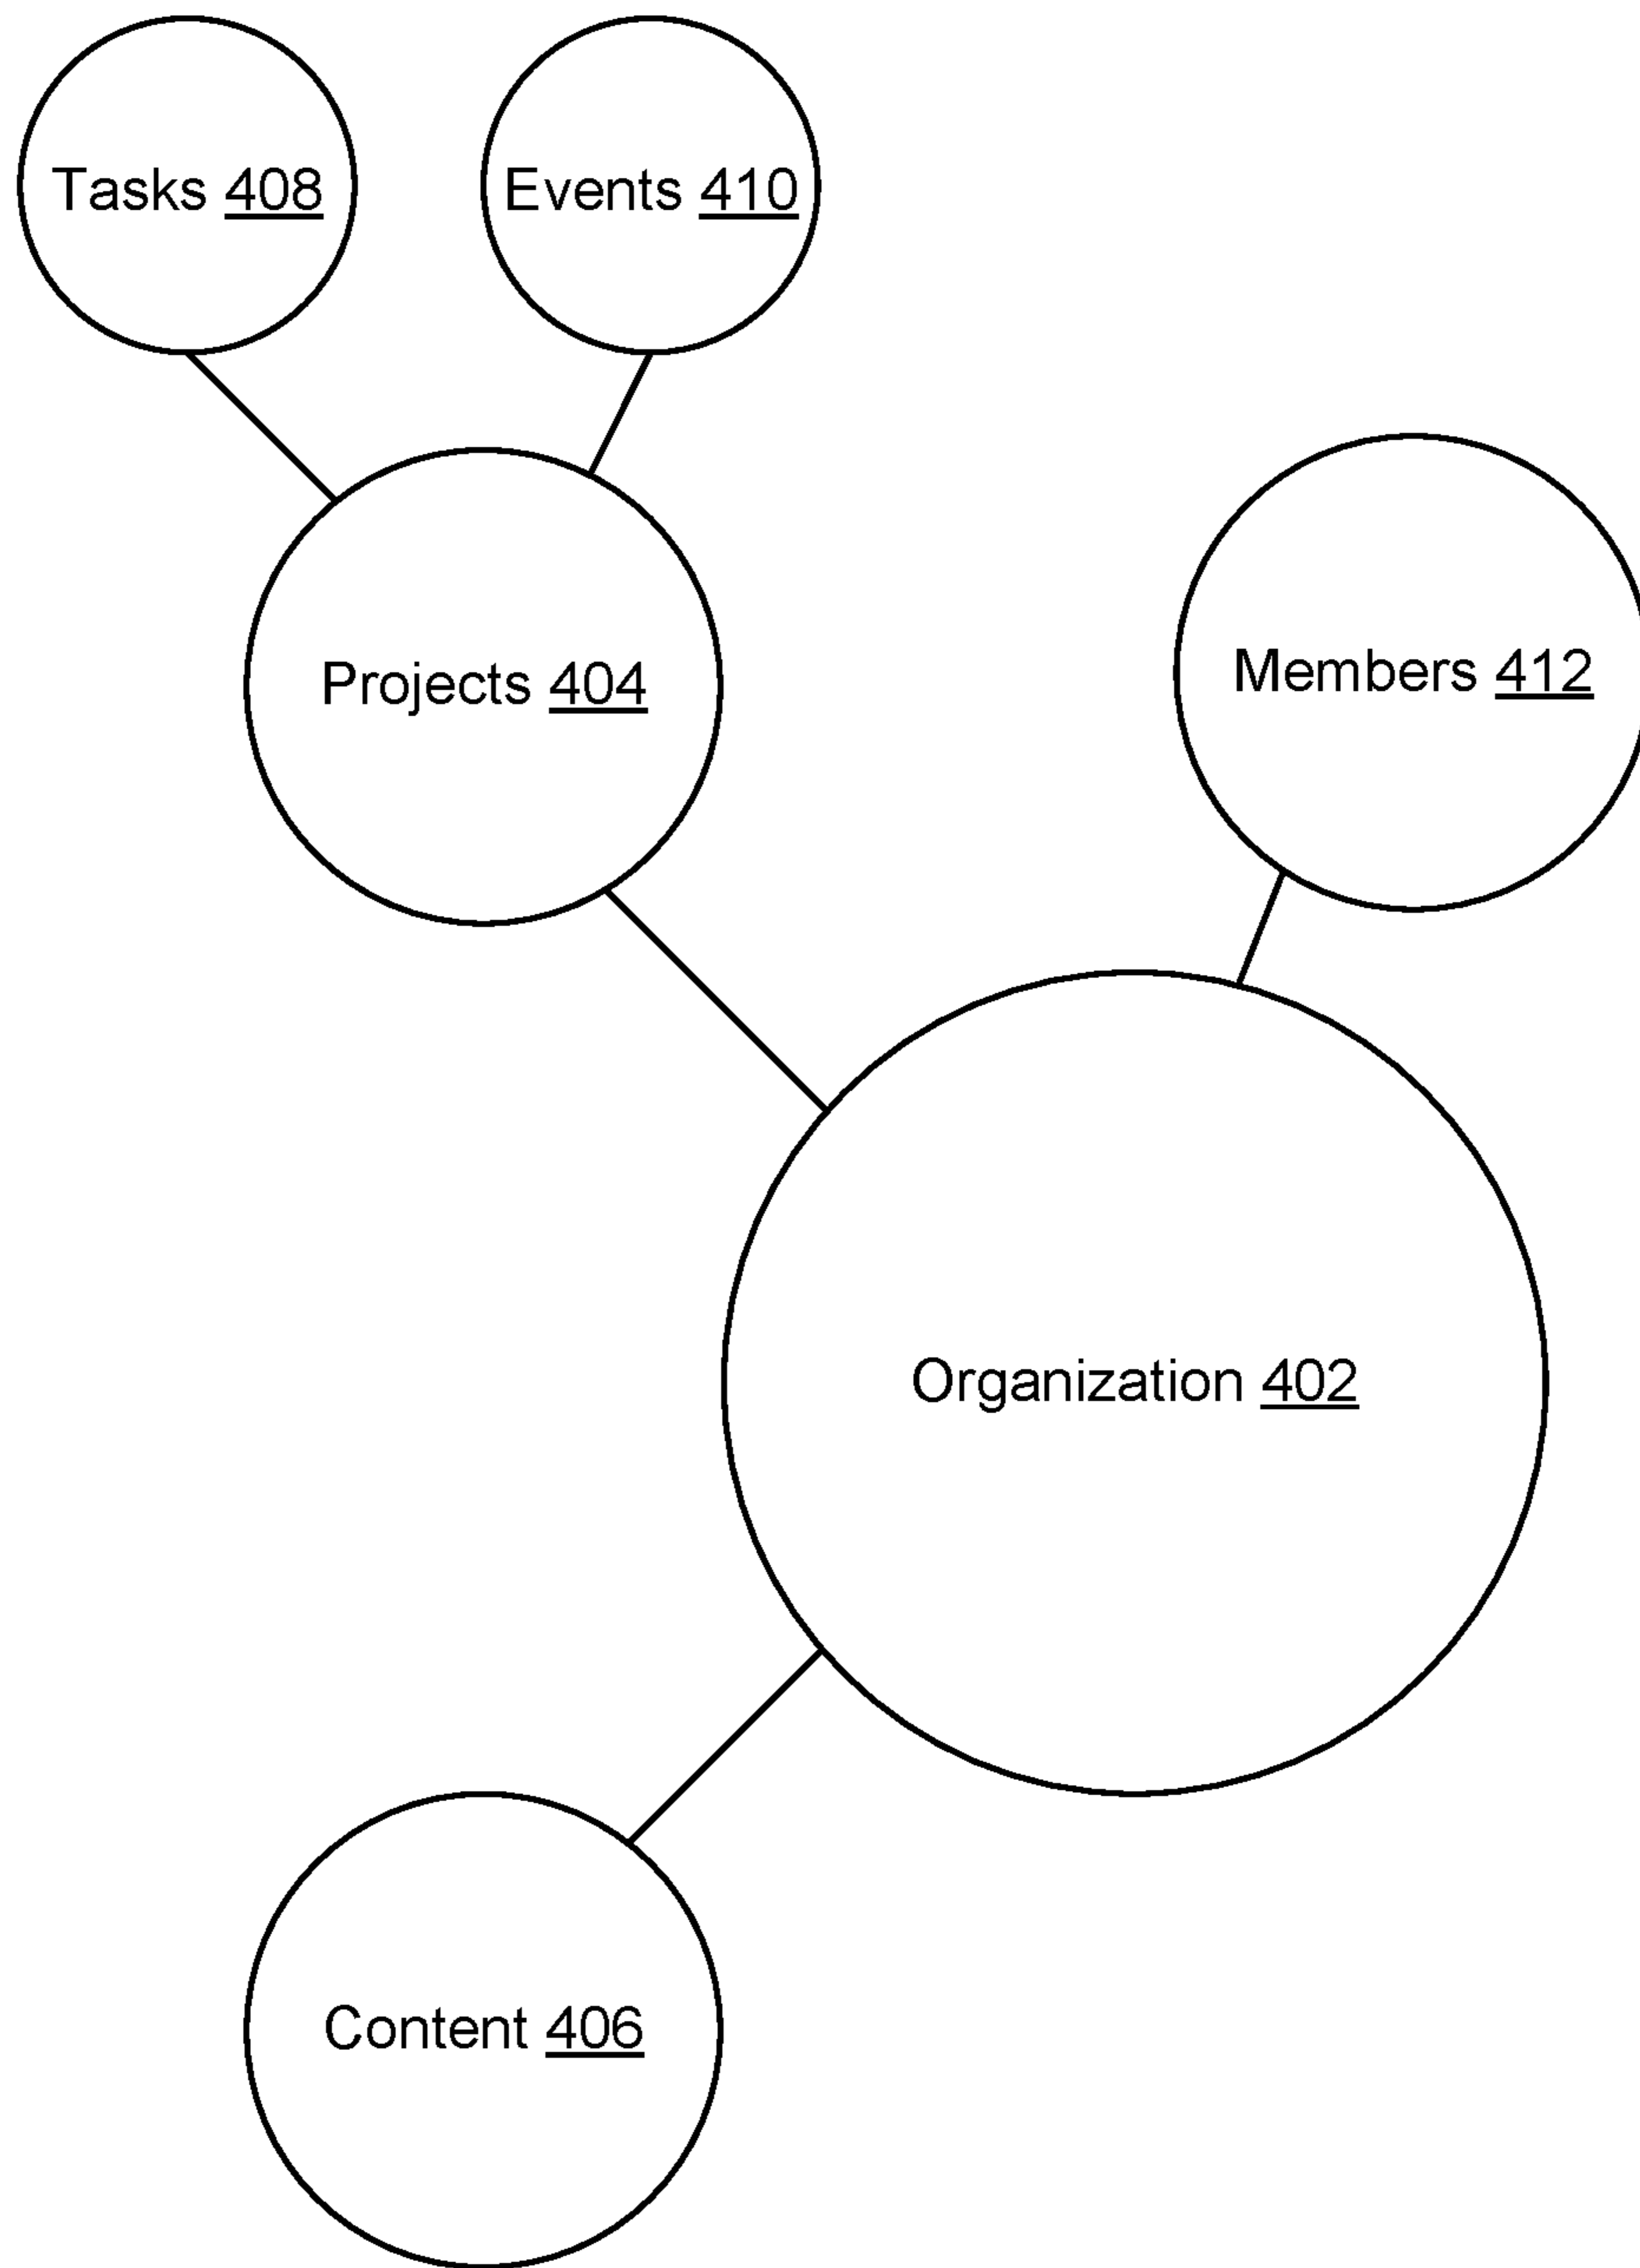 Tasks 408
Events 410
Projects 404
Members 412
Organization 402
Content 406